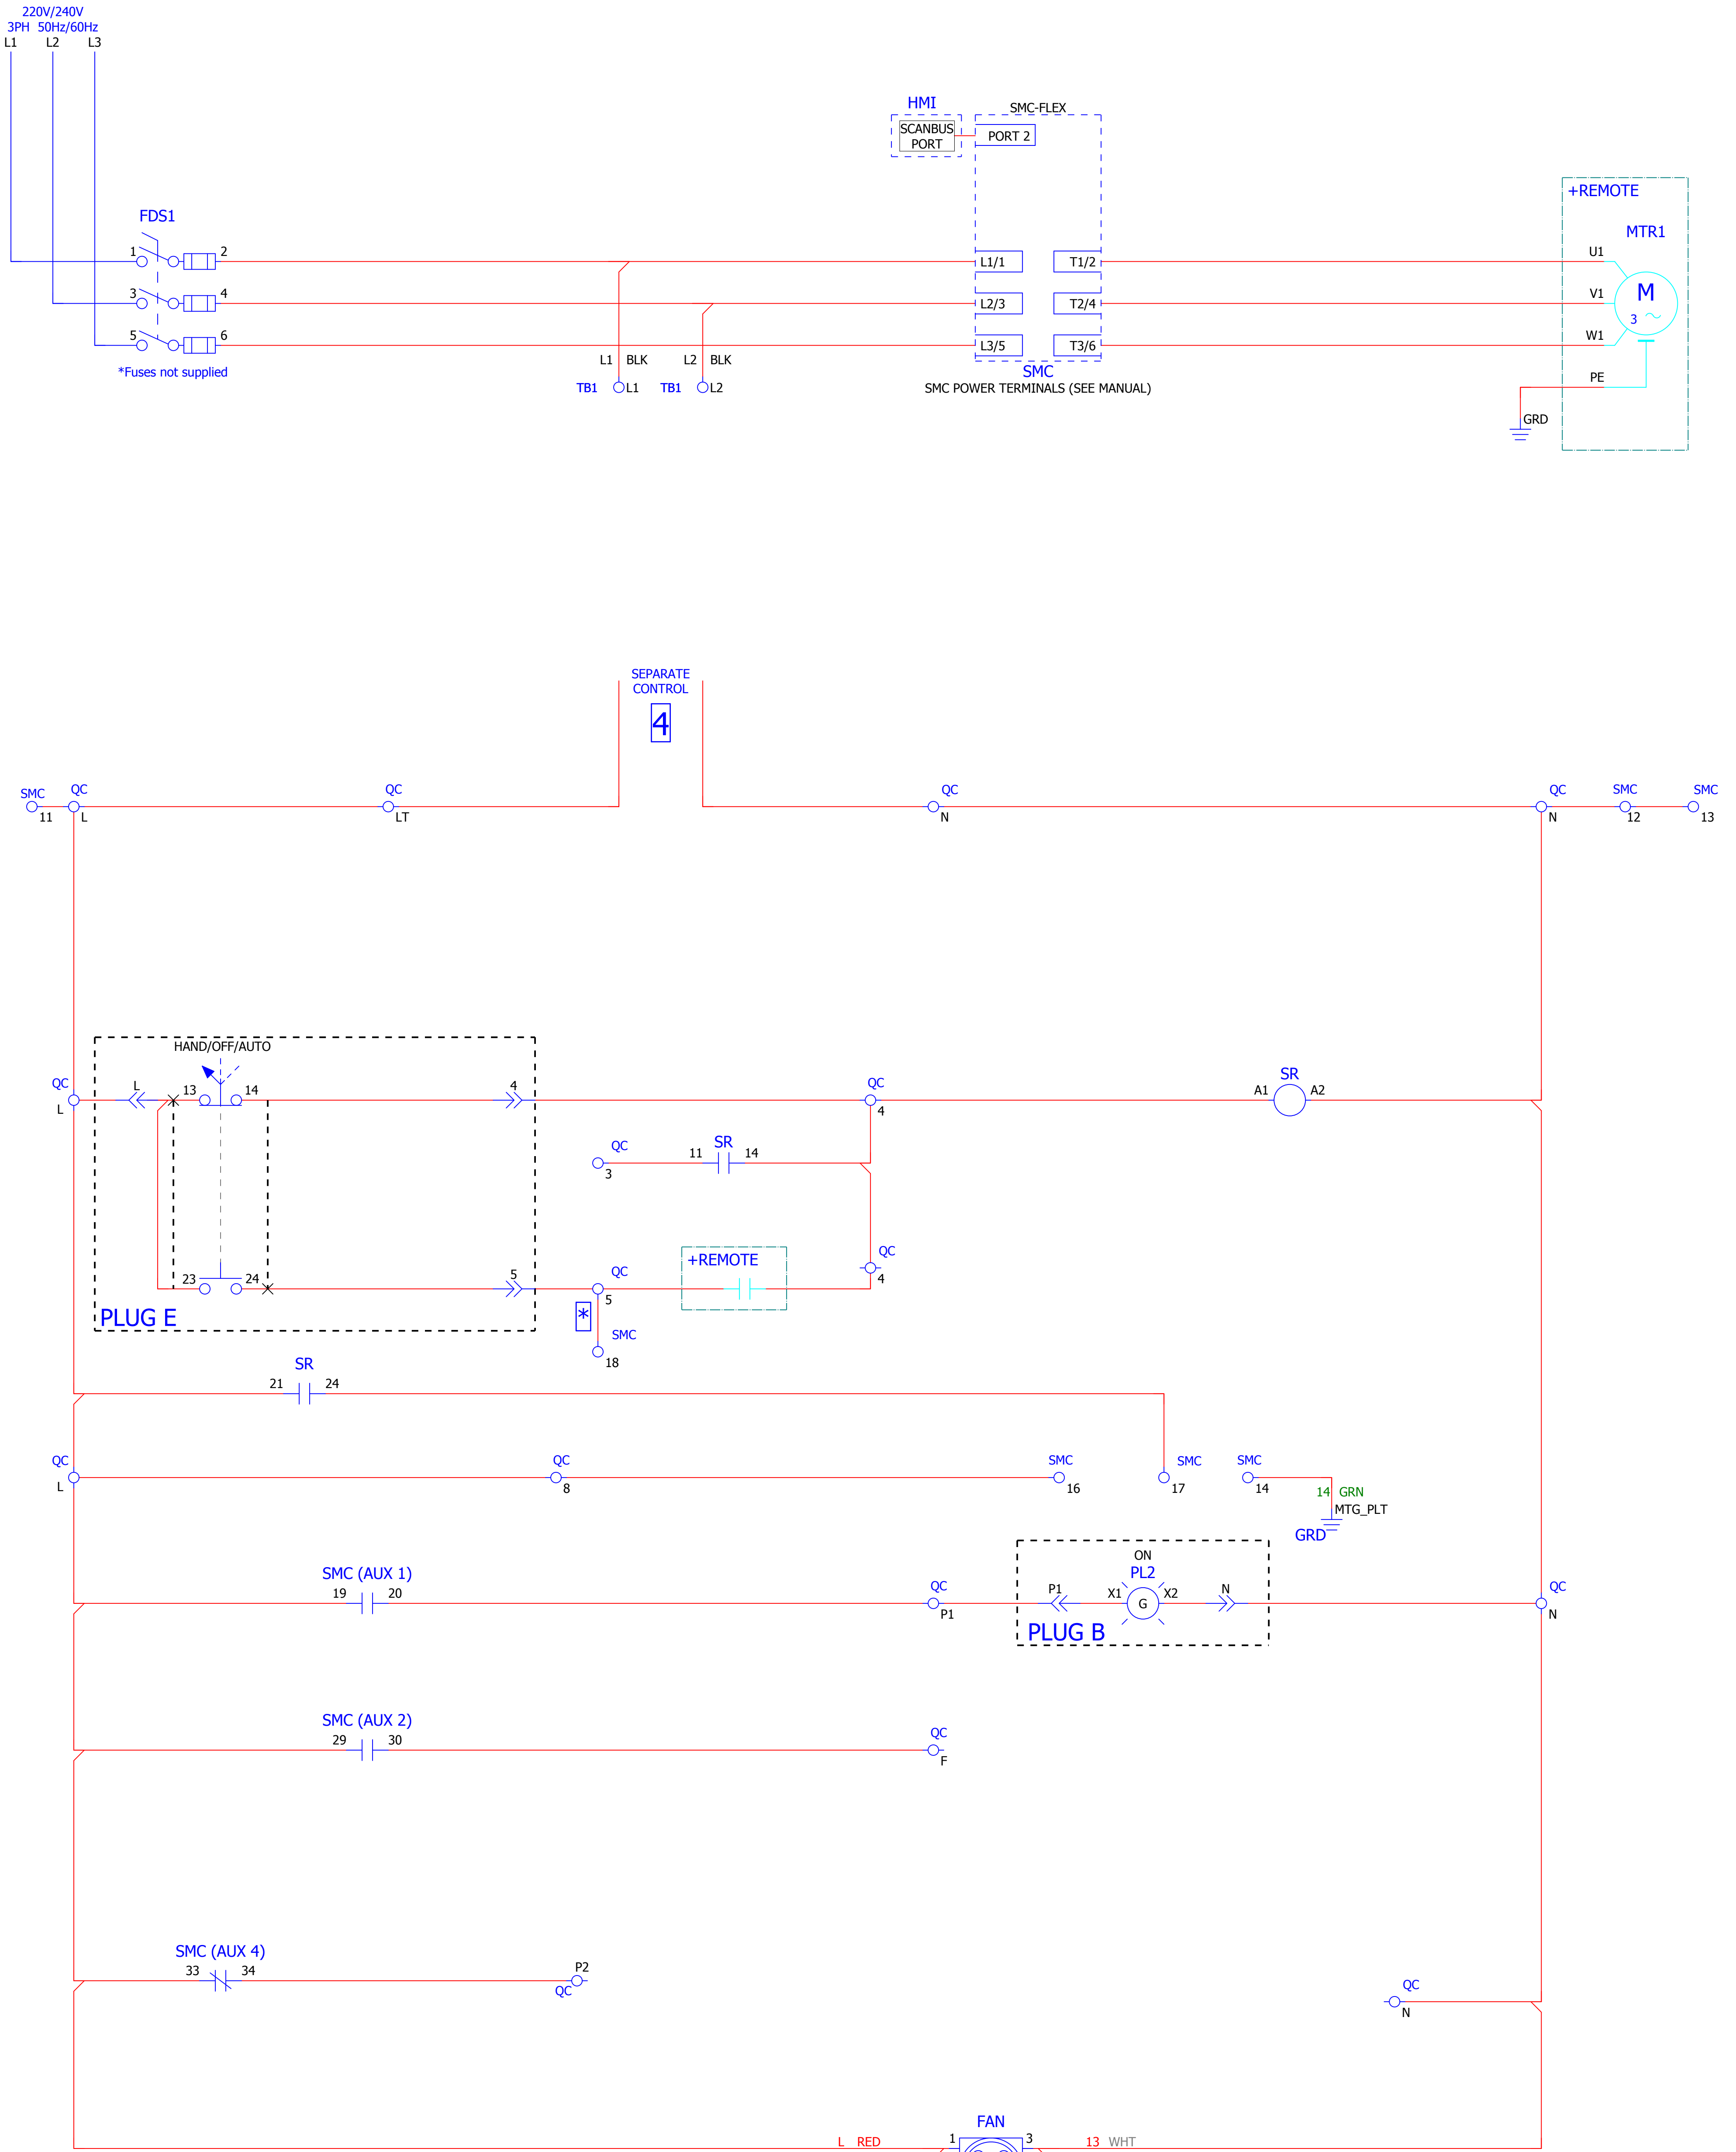 220V/240V
3PH 50Hz/60Hz
L1 L2 L3
HMI
SCANBUS
PORT
SMC-FLEX
PORT 2
+REMOTE
MTR1
FDS1
1 2
3 4
5 6
*Fuses not supplied
L1/1 T1/2
L2/3 T2/4
L3/5 T3/6
U1
V1
W1
PE
M
3
L1 BLK L2 BLK
TB1 L1 TB1 L2
SMC
SMC POWER TERMINALS (SEE MANUAL)
GRD
SEPARATE
CONTROL
4
SMC QC QC QC QC SMC SMC
11 L LT N N 12 13
HAND/OFF/AUTO
QC L 13 14 4 QC SR
L 4 A1 A2
QC 11 SR 14
3
QC
4
+REMOTE
23 24 5 QC
5
PLUG E
*
SMC
18
SR
21 24
QC QC SMC SMC SMC
L 8 16 17 14
14 GRN
MTG_PLT
GRD
ON
SMC (AUX 1) PL2
19 20 QC P1 X1 G X2 N QC
P1 N
PLUG B
SMC (AUX 2)
29 30 QC
F
SMC (AUX 4)
33 34 P2
QC
QC
N
FAN
L RED 1 3 13 WHT